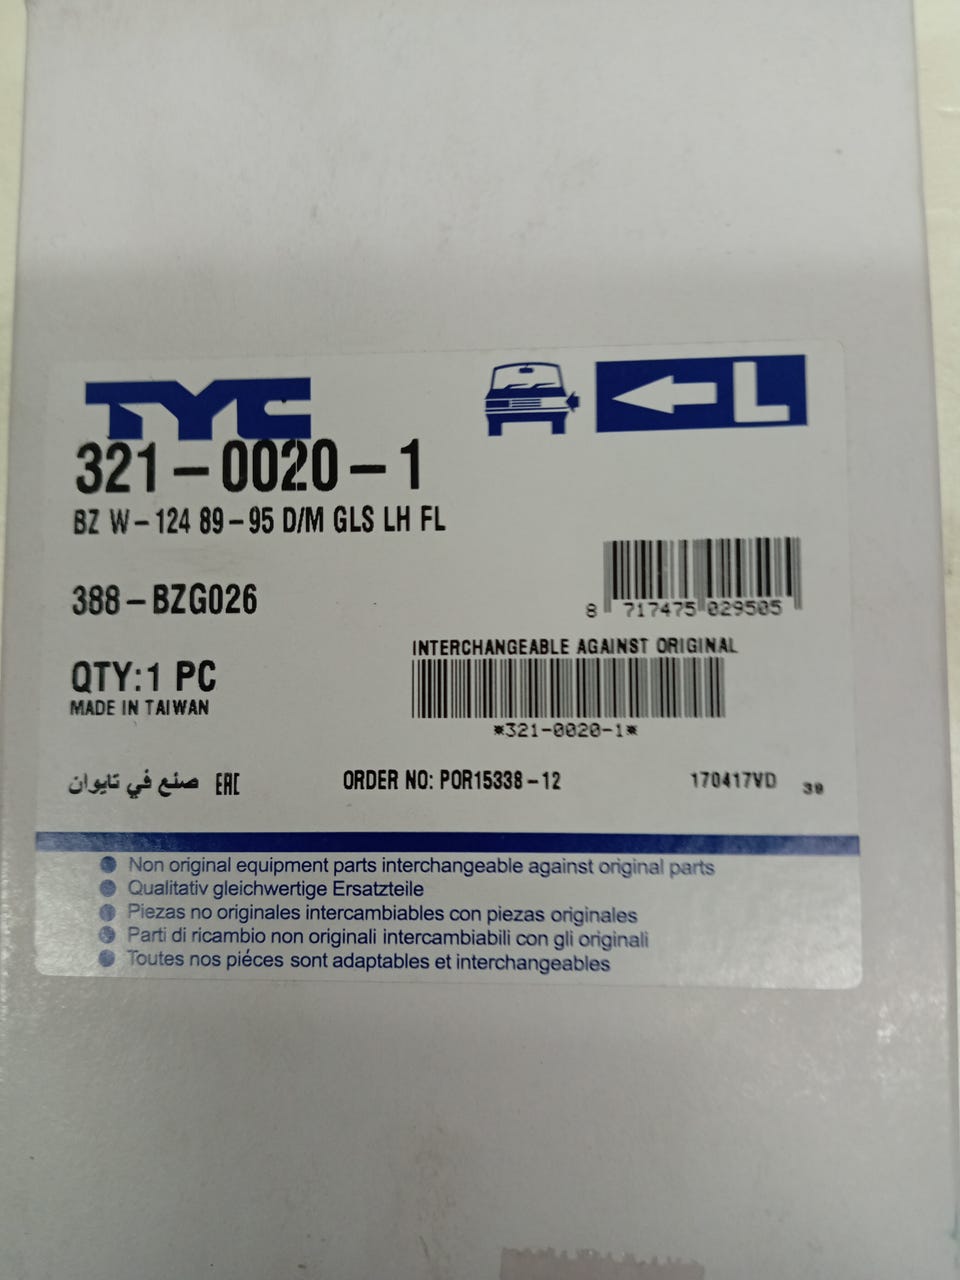 TYC
L
321-0020-1
BZ W-124 89-95 D/M GLS LH FL
388-BZG026
8 717475 029505
INTERCHANGEABLE AGAINST ORIGINAL
QTY:1 PC
MADE IN TAIWAN
*321-0020-1*
صنع في تايوان EAC
ORDER NO: POR15338-12
170417VD
39
Non original equipment parts interchangeable against original parts
Qualitativ gleichwertige Ersatzteile
Piezas no originales intercambiables con piezas originales
Parti di ricambio non originali intercambiabili con gli originali
Toutes nos piéces sont adaptables et interchangeables